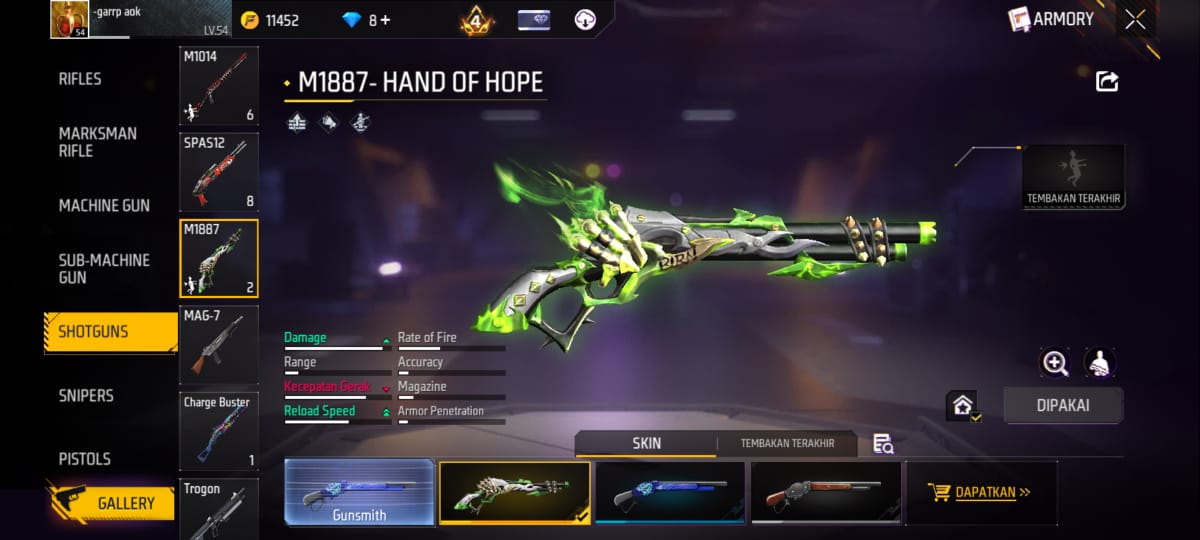 -garrp aok
54
LV.54
11452
8 +
4
ARMORY
RIFLES
MARKSMAN
RIFLE
MACHINE GUN
SUB-MACHINE
GUN
SHOTGUNS
SNIPERS
PISTOLS
GALLERY
M1014
6
SPAS12
8
M1887
2
MAG-7
Charge Buster
1
Trogon
M1887- HAND OF HOPE
TEMBAKAN TERAKHIR
Damage
Rate of Fire
Range
Accuracy
Kecepatan Gerak
Magazine
Reload Speed
Armor Penetration
DIPAKAI
SKIN
TEMBAKAN TERAKHIR
Gunsmith
DAPATKAN >>